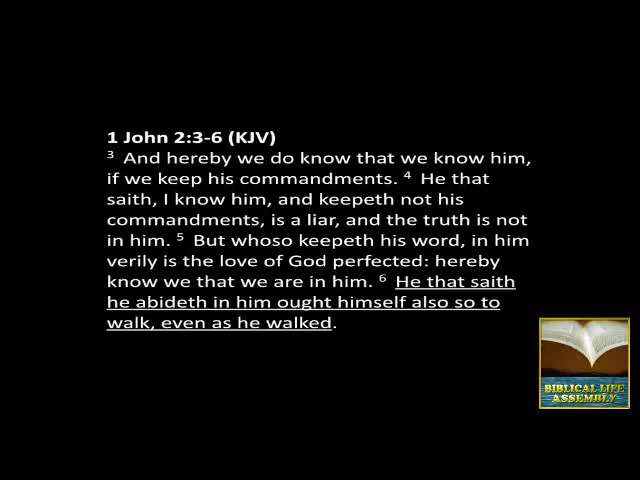 1 John 2:3-6 (KJV)
3 And hereby we do know that we know him,
if we keep his commandments. 4 He that
saith, I know him, and keepeth not his
commandments, is a liar, and the truth is not
in him. 5 But whoso keepeth his word, in him
verily is the love of God perfected: hereby
know we that we are in him. 6 He that saith
he abideth in him ought himself also so to
walk, even as he walked.
BIBLICAL LIFE
ASSEMBLY